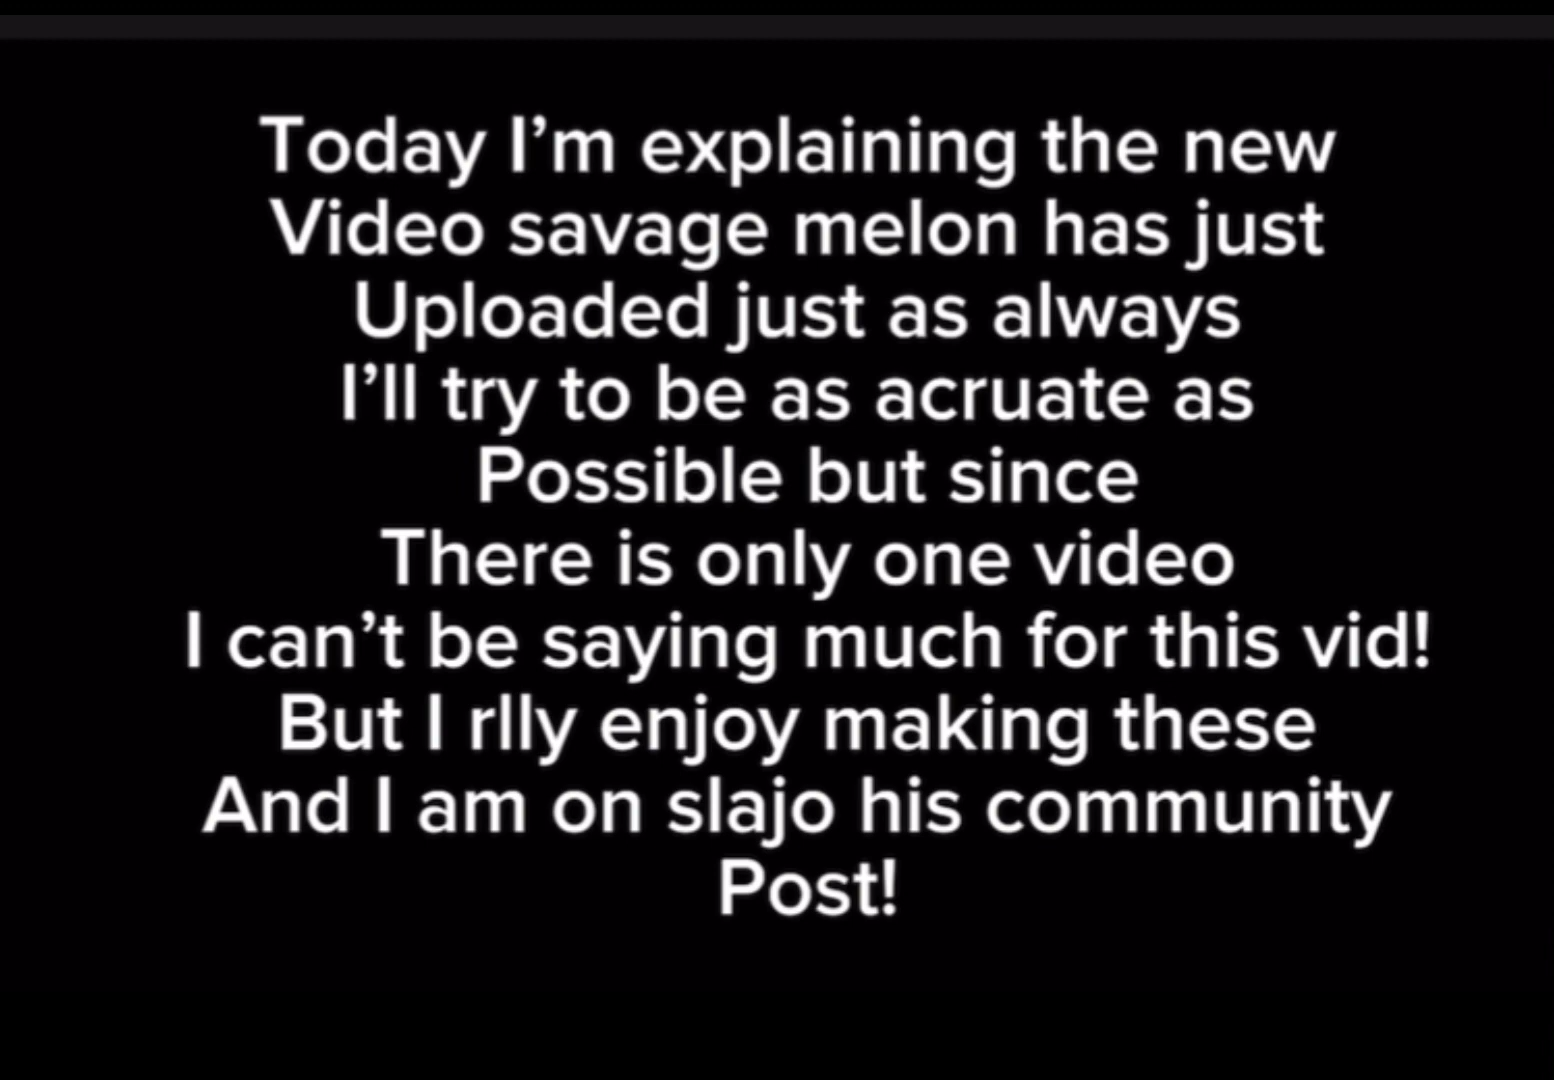 Today I’m explaining the new
Video savage melon has just
Uploaded just as always
I’ll try to be as acruate as
Possible but since
There is only one video
I can’t be saying much for this vid!
But I rlly enjoy making these
And I am on slajo his community
Post!